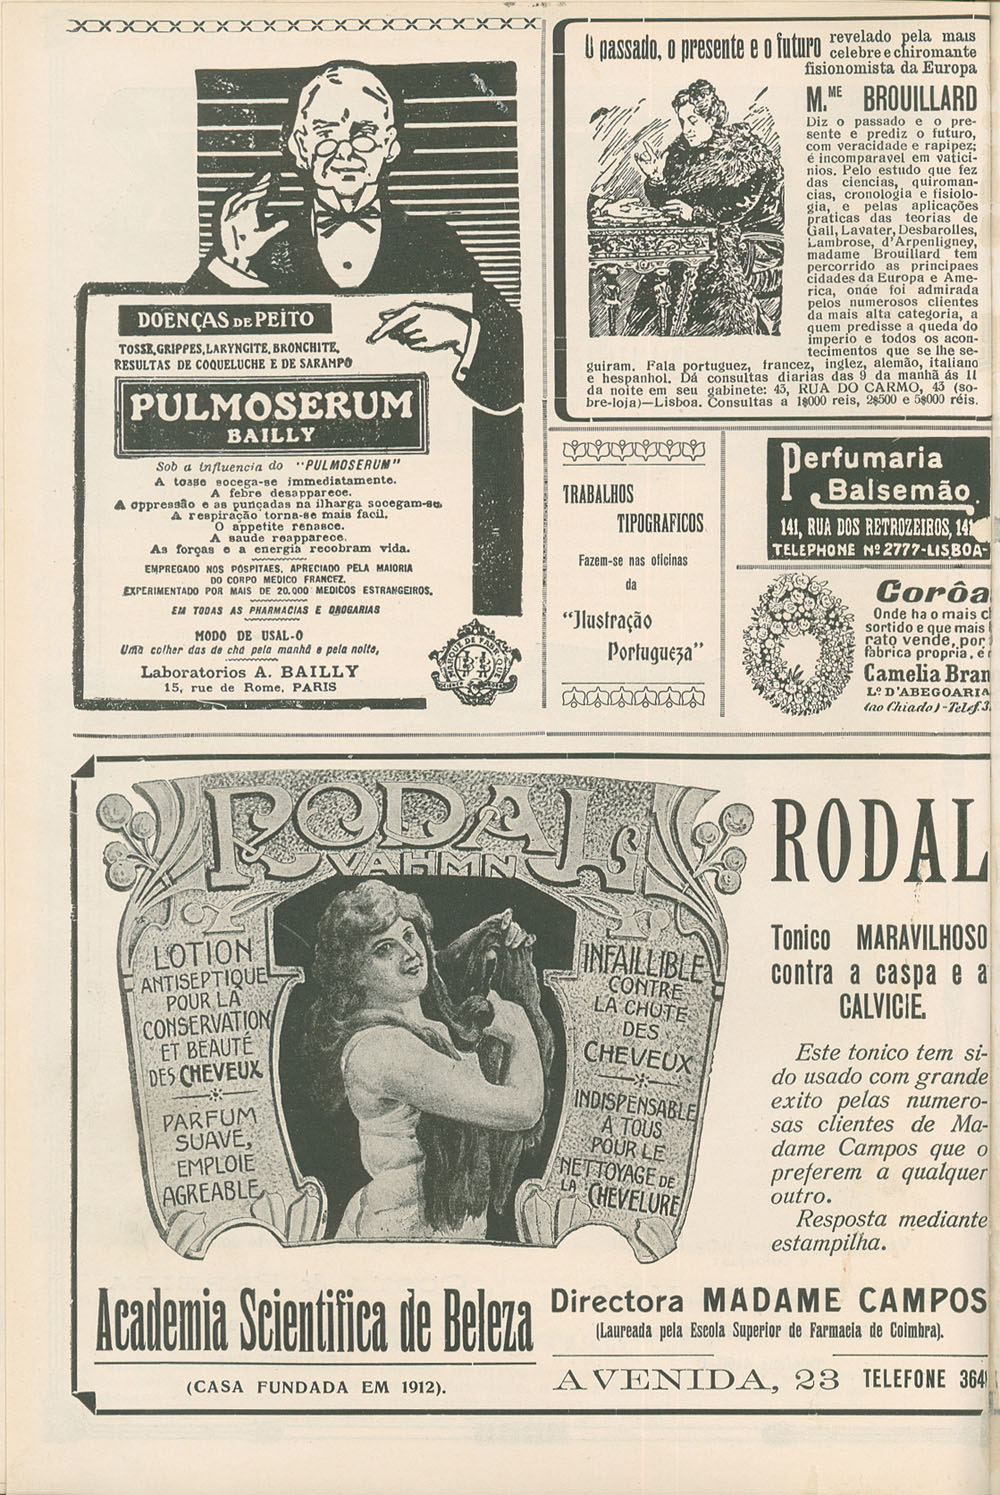 DOENÇAS DE PEITO
TOSSE, GRIPPES, LARYNGITE, BRONCHITE,
RESULTAS DE COQUELUCHE E DE SARAMPO
PULMOSERUM
BAILLY
Sob a influencia do "PULMOSERUM"
A tosse socega-se immediatamente.
A febre desapparece.
A oppressão e as punçadas na ilharga socegam-se.
A respiração torna-se mais facil.
O appetite renasce.
A saude reapparece.
As forças e a energia recobram vida.
EMPREGADO NOS POSPITAES, APRECIADO PELA MAIORIA
DO CORPO MEDICO FRANCEZ.
EXPERIMENTADO POR MAIS DE 20.000 MEDICOS ESTRANGEIROS.
EM TODAS AS PHARMACIAS E DROGARIAS
MODO DE USAL-O
Uma colher das de chá pela manhã e pela noite,
Laboratorios A. BAILLY
15, rue de Rome, PARIS
O passado, o presente e o futuro
revelado pela mais
celebre e chiromante
fisionomista da Europa
M.ME BROUILLARD
Diz o passado e o pre-
sente e prediz o futuro,
com veracidade e rapipez;
é incomparavel em vatici-
nios. Pelo estudo que fez
das ciencias, quiroman-
cias, cronologia e fisiolo-
gia, e pelas aplicações
praticas das teorias de
Gall, Lavater, Desbarolles,
Lambrose, d'Arpenligney,
madame Brouillard tem
percorrido as principaes
cidades da Europa e Ame-
rica, onde foi admirada
pelos numerosos clientes
da mais alta categoria, a
quem predisse a queda do
imperio e todos os acon-
tecimentos que se lhe se-
guiram. Fala portuguez, francez, inglez, alemão, italiano
e hespanhol. Dá consultas diarias das 9 da manhã ás 11
da noite em seu gabinete: 43, RUA DO CARMO, 43 (so-
bre-loja)—Lisboa. Consultas a 1$000 reis, 2$500 e 5$000 réis.
TRABALHOS
TIPOGRAFICOS
Fazem-se nas oficinas
da
"Ilustração
Portugueza"
Perfumaria
Balsemão.
141, RUA DOS RETROZEIROS, 141
TELEPHONE Nº 2777-LISBOA-
Corôa
Onde ha o mais c
sortido e que mais
rato vende, por
fabrica propria, é
Camelia Bran
L.º D'ABEGOARIA
(ao Chiado)-Telef. 3
RODAL
VAHMN
LOTION
ANTISEPTIQUE
POUR LA
CONSERVATION
ET BEAUTÉ
DES CHEVEUX
PARFUM
SUAVE,
EMPLOIE
AGREABLE
INFAILLIBLE
CONTRE
LA CHUTE
DES
CHEVEUX
INDISPENSABLE
A TOUS
POUR LE
NETTOYAGE DE
LA CHEVELURE
RODAL
Tonico MARAVILHOSO
contra a caspa e a
CALVICIE.
Este tonico tem si-
do usado com grande
exito pelas numero-
sas clientes de Ma-
dame Campos que o
preferem a qualquer
outro.
Resposta mediante
estampilha.
Academia Scientifica de Beleza
(CASA FUNDADA EM 1912).
Directora MADAME CAMPOS
(Laureada pela Escola Superior de Farmacia de Coimbra).
AVENIDA, 23 TELEFONE 364